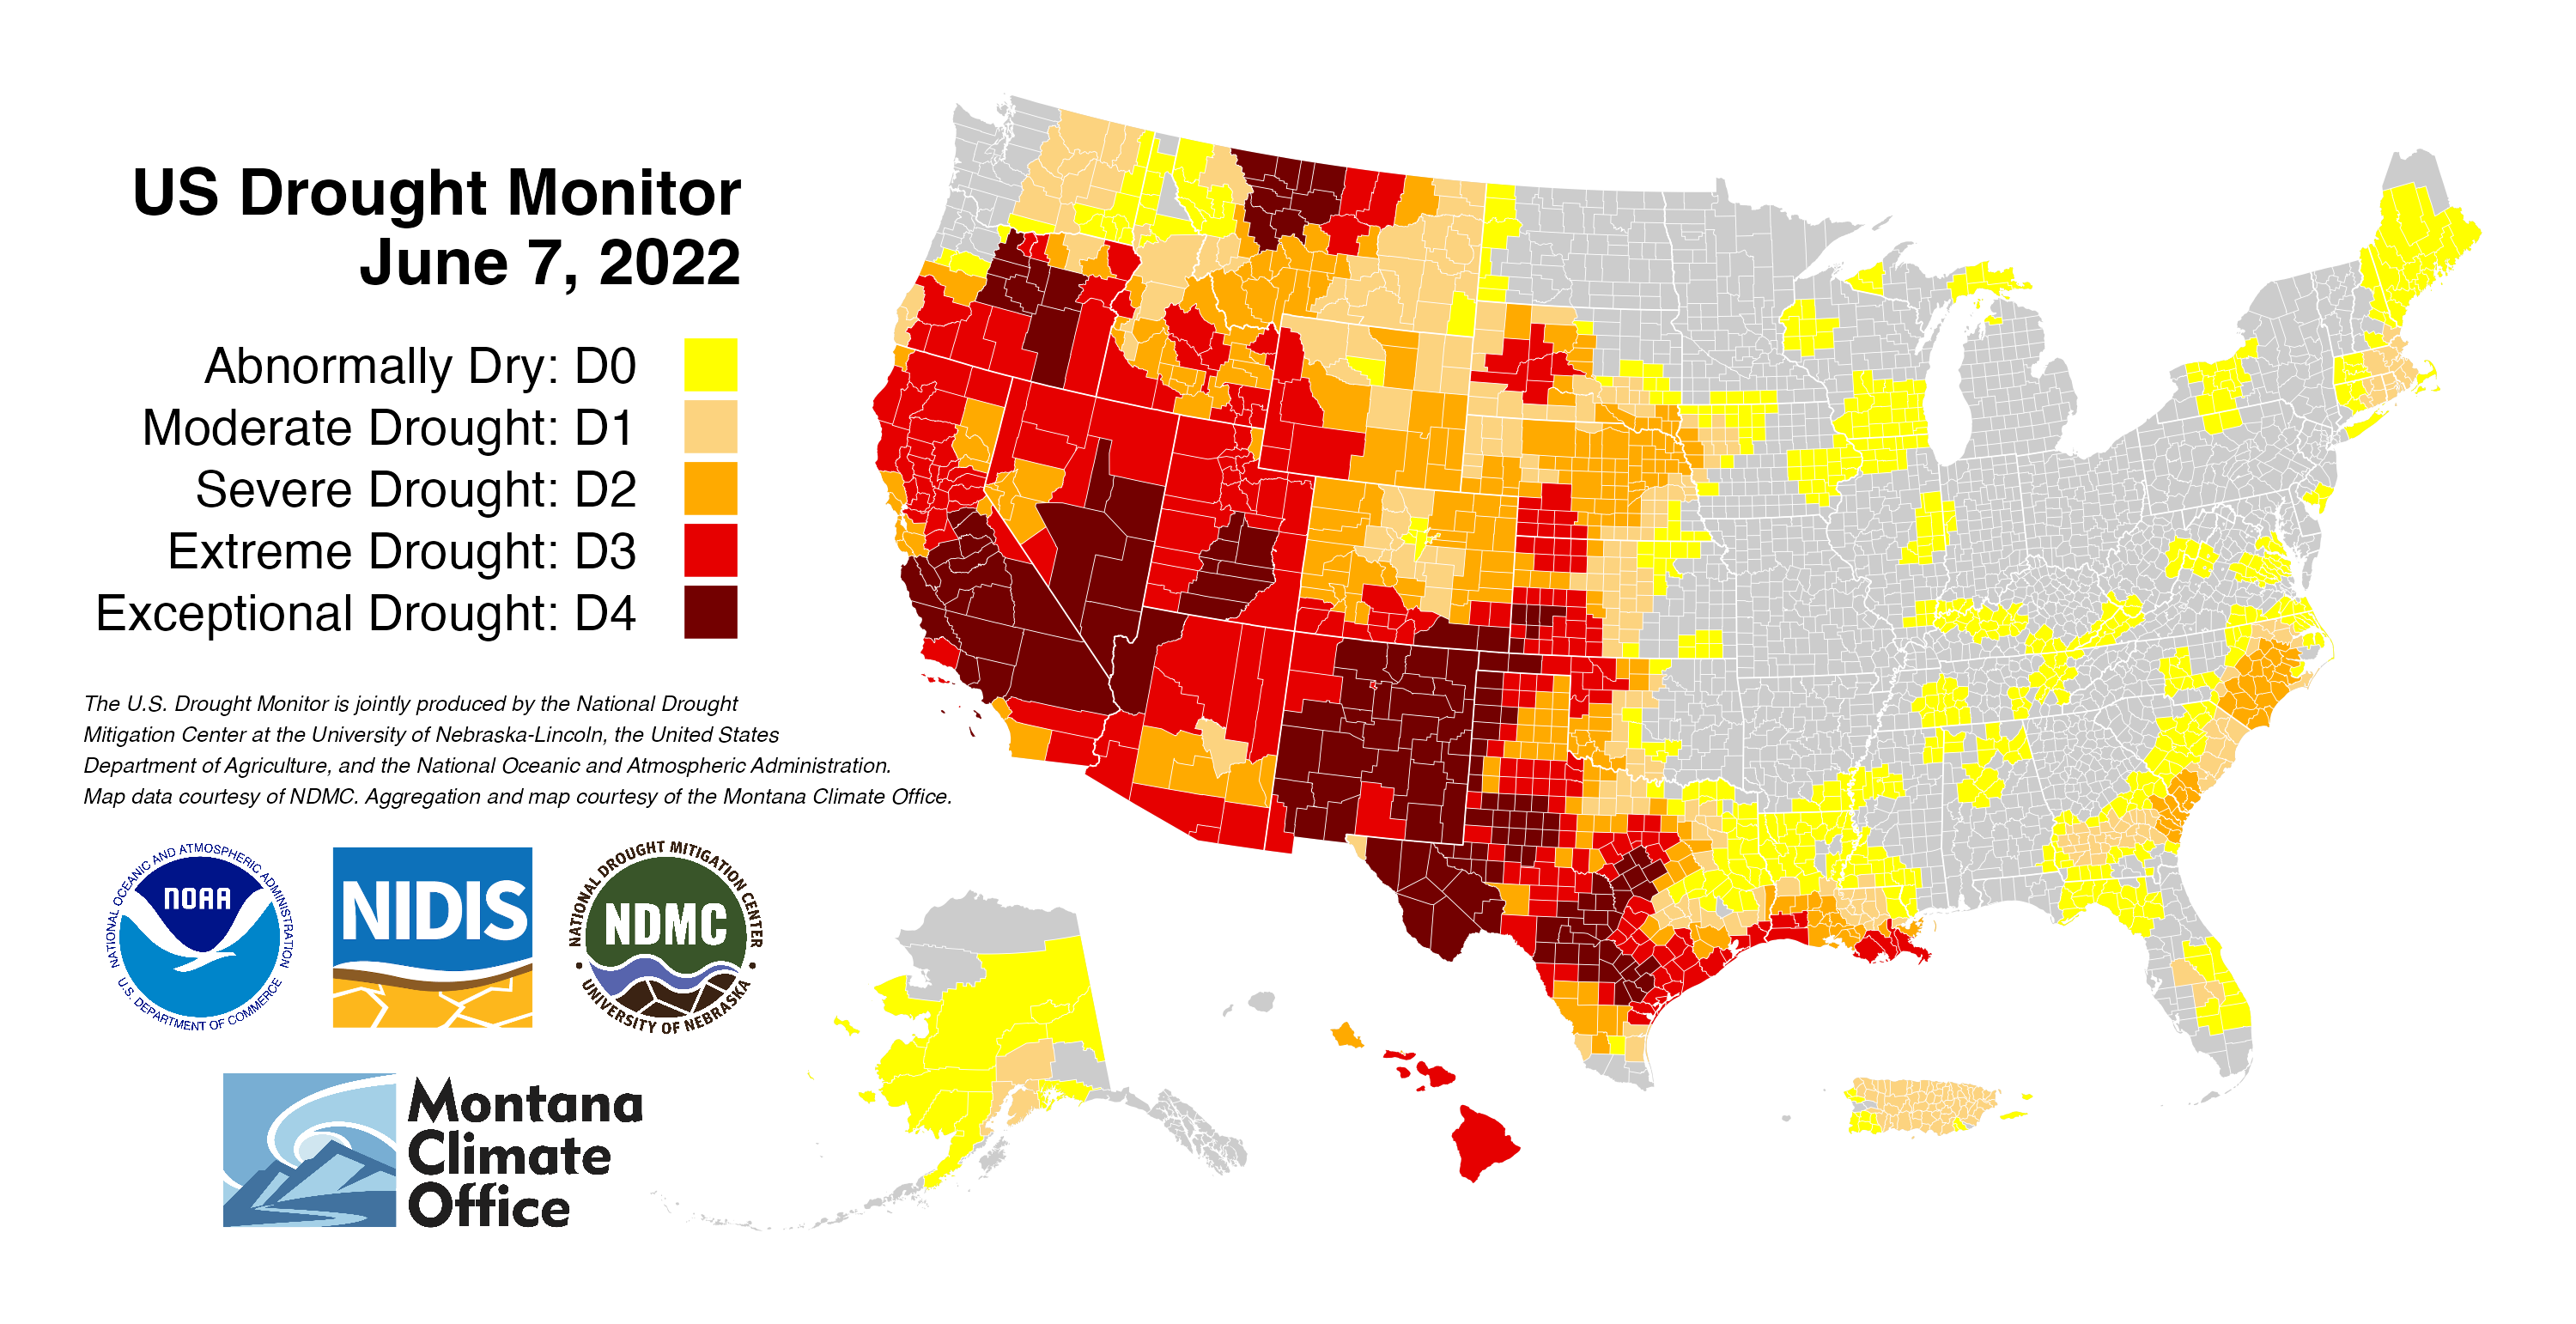 US Drought Monitor
June 7, 2022
Abnormally Dry: D0
Moderate Drought: D1
Severe Drought: D2
Extreme Drought: D3
Exceptional Drought: D4
The U.S. Drought Monitor is jointly produced by the National Drought
Mitigation Center at the University of Nebraska-Lincoln, the United States
Department of Agriculture, and the National Oceanic and Atmospheric Administration.
Map data courtesy of NDMC. Aggregation and map courtesy of the Montana Climate Office.
NATIONAL OCEANIC AND ATMOSPHERIC ADMINISTRATION
NOAA
U.S. DEPARTMENT OF COMMERCE
NIDIS
NATIONAL DROUGHT MITIGATION CENTER
NDMC
UNIVERSITY OF NEBRASKA
Montana
Climate
Office